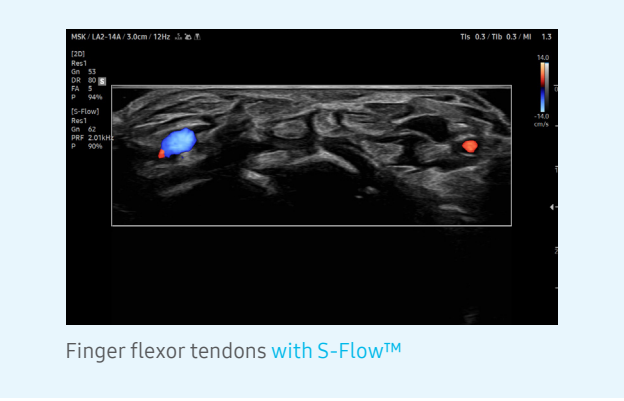 MSK / LA2-14A / 3.0cm / 12Hz
TIs 0.3 / TIb 0.3 / MI 1.3
[2D]
Res1
Gn 53
DR 80
FA 5
P 94%
S
[S-Flow]
Res1
Gn 62
PRF 2.01kHz
P 90%
14.0
-14.0
cm/s
Finger flexor tendons with S-Flow™